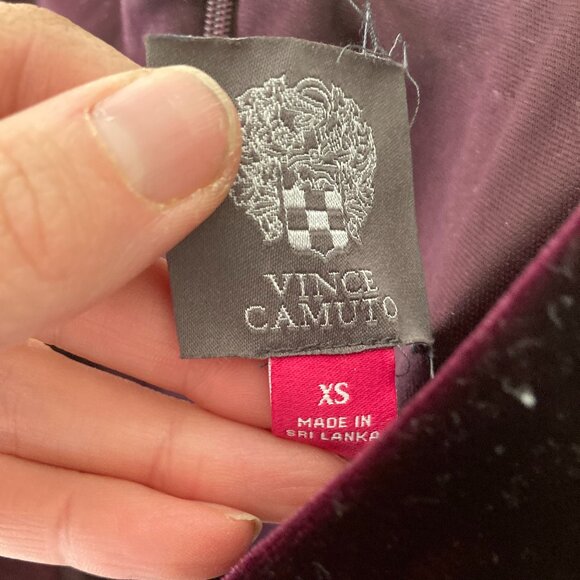 VINCE
CAMUTO
XS
MADE IN
SRI LANKA